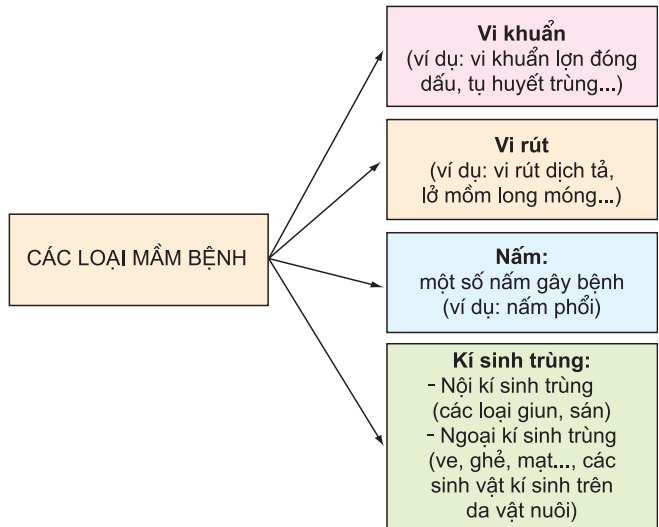 CÁC LOẠI MẦM BỆNH
Vi khuẩn
(ví dụ: vi khuẩn lợn đóng
dấu, tụ huyết trùng...)
Vi rút
(ví dụ: vi rút dịch tả,
lở mồm long móng...)
Nấm:
một số nấm gây bệnh
(ví dụ: nấm phổi)
Kí sinh trùng:
- Nội kí sinh trùng
(các loại giun, sán)
- Ngoại kí sinh trùng
(ve, ghẻ, mạt..., các
sinh vật kí sinh trên
da vật nuôi)